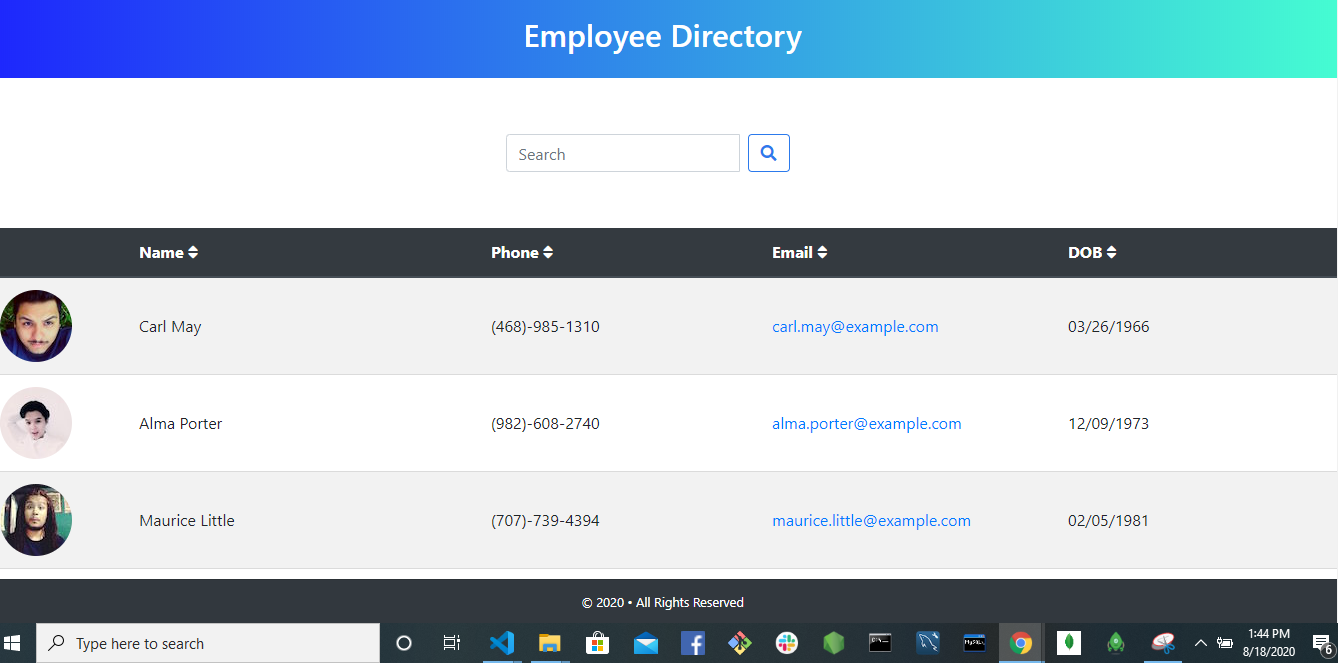 Employee Directory
Search
Name Phone Email DOB
Carl May (468)-985-1310 carl.may@example.com 03/26/1966
Alma Porter (982)-608-2740 alma.porter@example.com 12/09/1973
Maurice Little (707)-739-4394 maurice.little@example.com 02/05/1981
© 2020 • All Rights Reserved
Type here to search
1:44 PM
8/18/2020
6